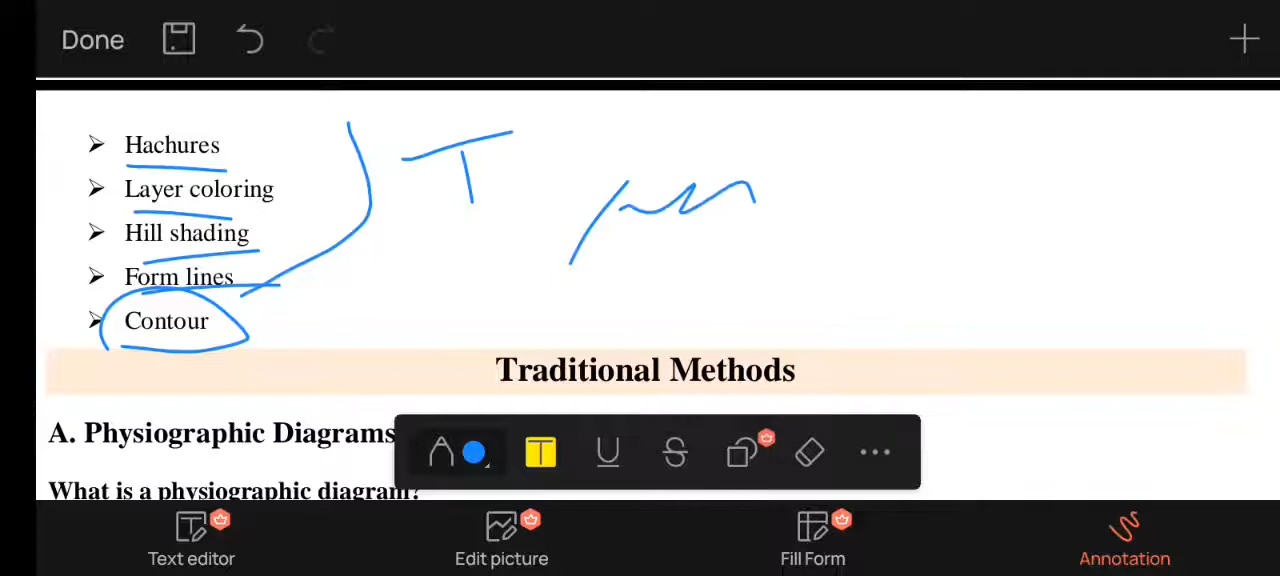 Done
➢ Hachures
➢ Layer coloring
➢ Hill shading
➢ Form lines
➢ Contour
T
Traditional Methods
A. Physiographic Diagrams
What is a physiographic diagram?
T U S
Text editor Edit picture Fill Form Annotation